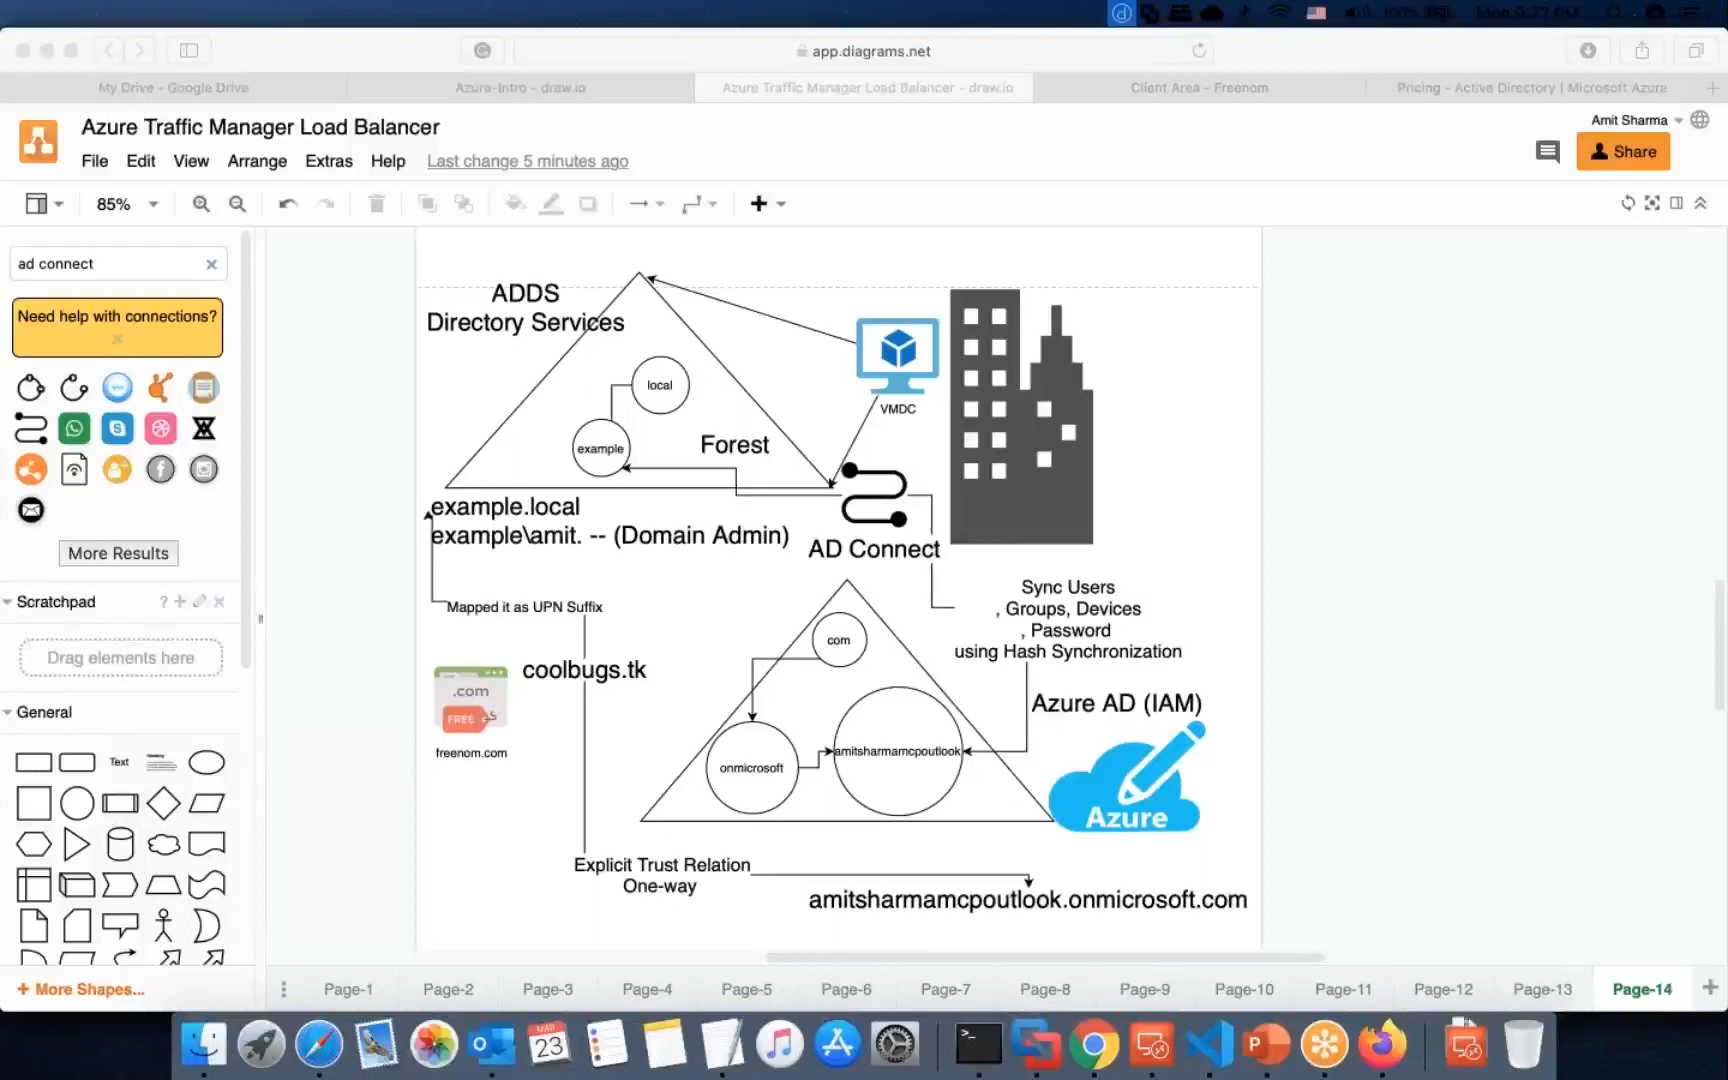 app.diagrams.net
My Drive - Google Drive
Azure-Intro - draw.io
Azure Traffic Manager Load Balancer - draw.io
Client Area - Freenom
Pricing - Active Directory | Microsoft Azure
Azure Traffic Manager Load Balancer
Amit Sharma
File Edit View Arrange Extras Help Last change 5 minutes ago
Share
85%
ad connect
Need help with connections?
More Results
Scratchpad
?
Drag elements here
General
Text
+ More Shapes...
ADDS
Directory Services
local
example
Forest
VMDC
example.local
example\amit. -- (Domain Admin)
AD Connect
Mapped it as UPN Suffix
Sync Users
, Groups, Devices
, Password
using Hash Synchronization
com
coolbugs.tk
.com
FREE
freenom.com
Azure AD (IAM)
onmicrosoft
amitsharmamcpoutlook
Azure
Explicit Trust Relation
One-way
amitsharmamcpoutlook.onmicrosoft.com
Page-1 Page-2 Page-3 Page-4 Page-5 Page-6 Page-7 Page-8 Page-9 Page-10 Page-11 Page-12 Page-13 Page-14
MAR
23